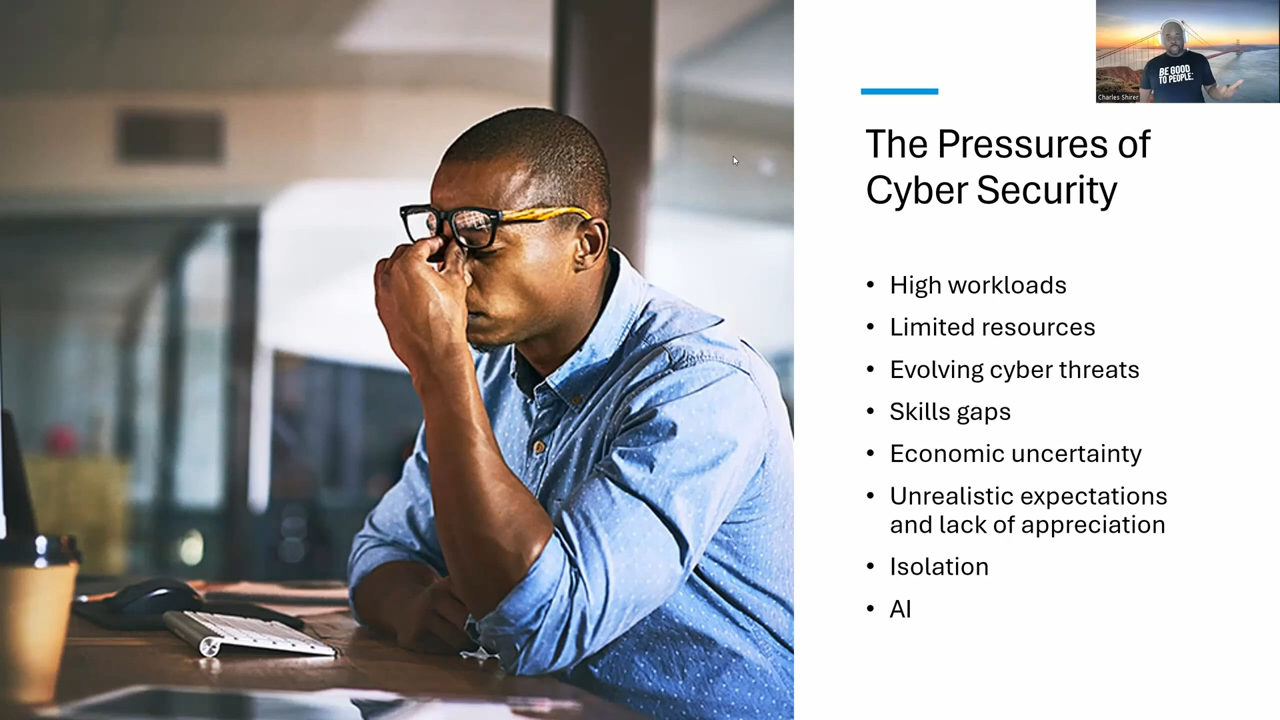 BE GOOD
TO PEOPLE.
Charles Shirer
The Pressures of
Cyber Security
• High workloads
• Limited resources
• Evolving cyber threats
• Skills gaps
• Economic uncertainty
• Unrealistic expectations
and lack of appreciation
• Isolation
• AI